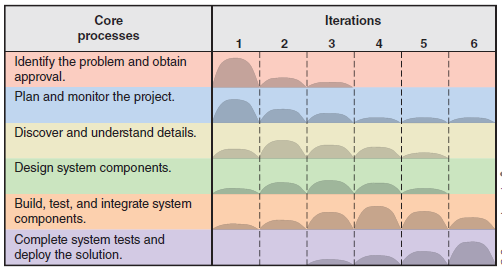 Core
processes
Iterations
1 2 3 4 5 6
Identify the problem and obtain
approval.
Plan and monitor the project.
Discover and understand details.
Design system components.
Build, test, and integrate system
components.
Complete system tests and
deploy the solution.